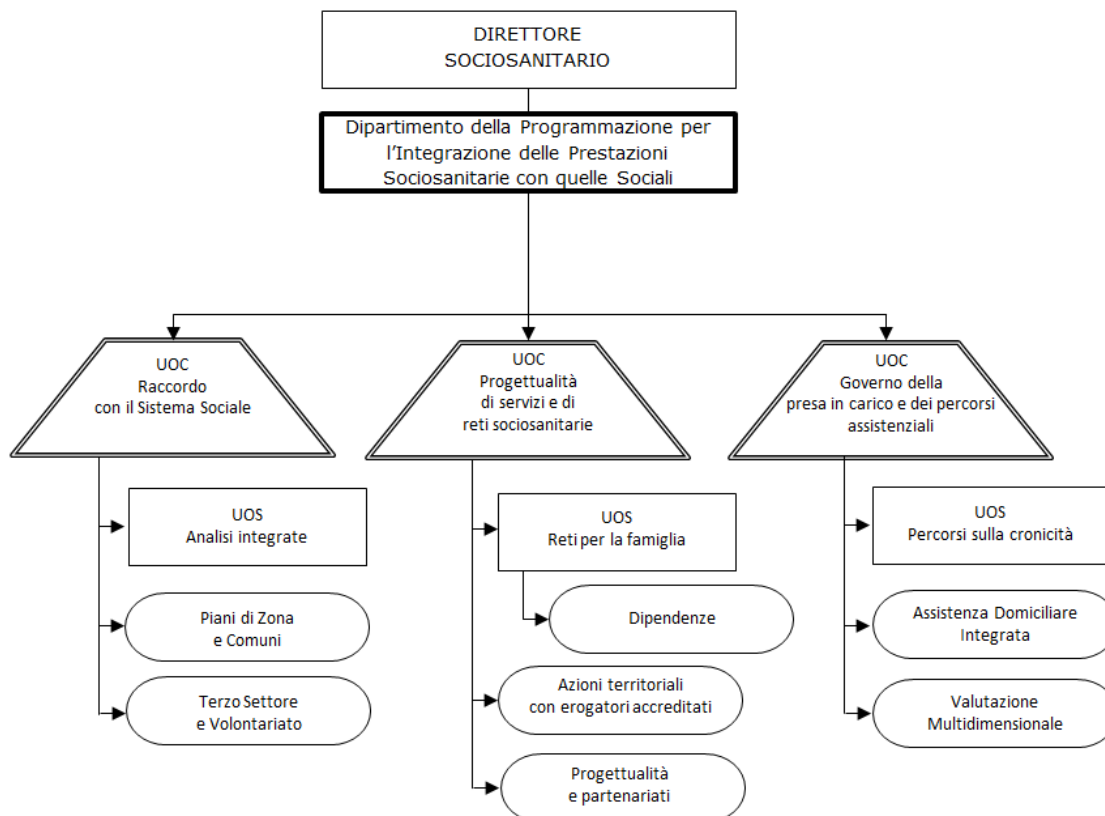 DIRETTORE
SOCIOSANITARIO
Dipartimento della Programmazione per
l'Integrazione delle Prestazioni
Sociosanitarie con quelle Sociali
UOC
Raccordo
con il Sistema Sociale
UOS
Analisi integrate
Piani di Zona
e Comuni
Terzo Settore
e Volontariato
UOC
Progettualità
di servizi e di
reti sociosanitarie
UOS
Reti per la famiglia
Dipendenze
Azioni territoriali
con erogatori accreditati
Progettualità
e partenariati
UOC
Governo della
presa in carico e dei percorsi
assistenziali
UOS
Percorsi sulla cronicità
Assistenza Domiciliare
Integrata
Valutazione
Multidimensionale